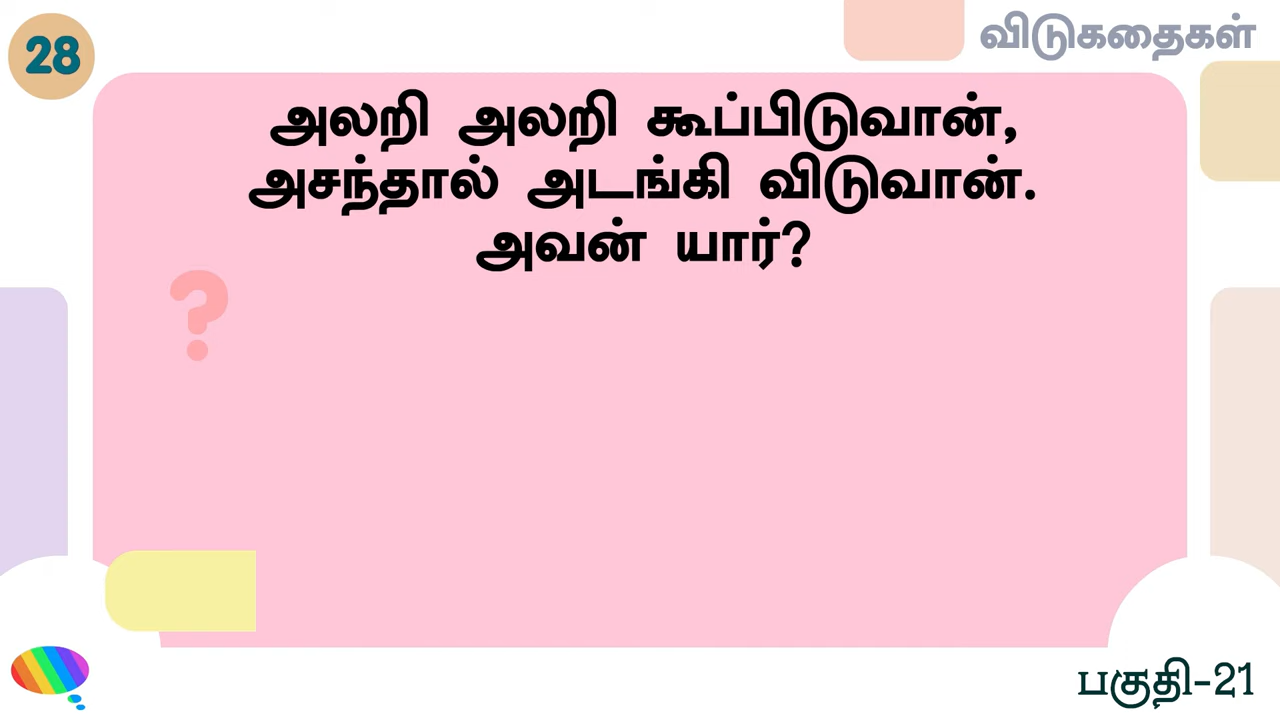 28
விடுகதைகள்
அலறி அலறி கூப்பிடுவான்,
அசந்தால் அடங்கி விடுவான்.
அவன் யார்?
?
பகுதி-21